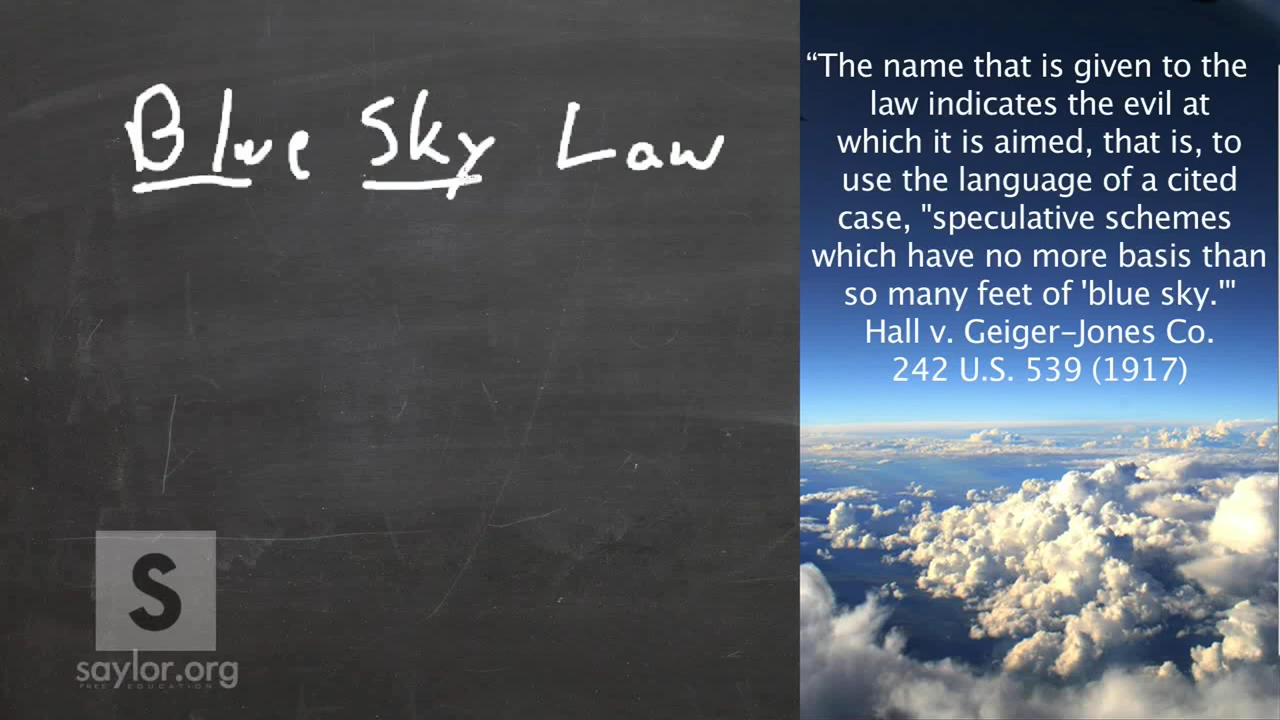 Blue Sky Law
“The name that is given to the
law indicates the evil at
which it is aimed, that is, to
use the language of a cited
case, "speculative schemes
which have no more basis than
so many feet of 'blue sky.'"
Hall v. Geiger-Jones Co.
242 U.S. 539 (1917)
S
saylor.org
FREE EDUCATION